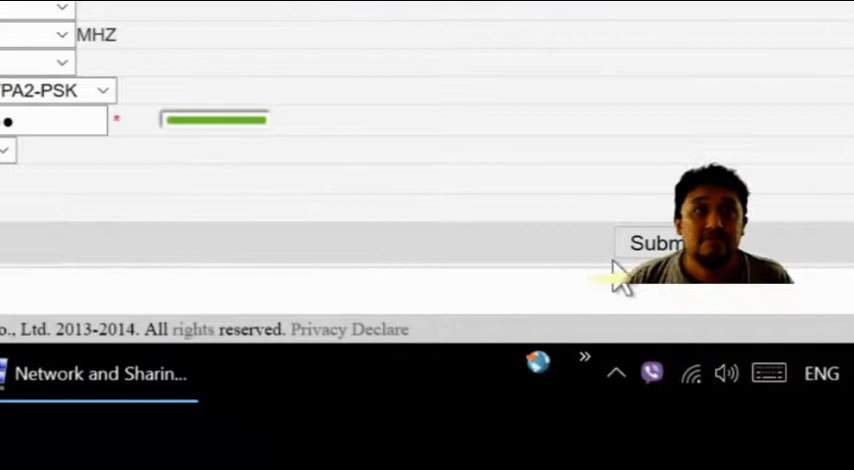 MHZ
PA2-PSK
*
Subm
o., Ltd. 2013-2014. All rights reserved. Privacy Declare
Network and Sharin...
»
ENG